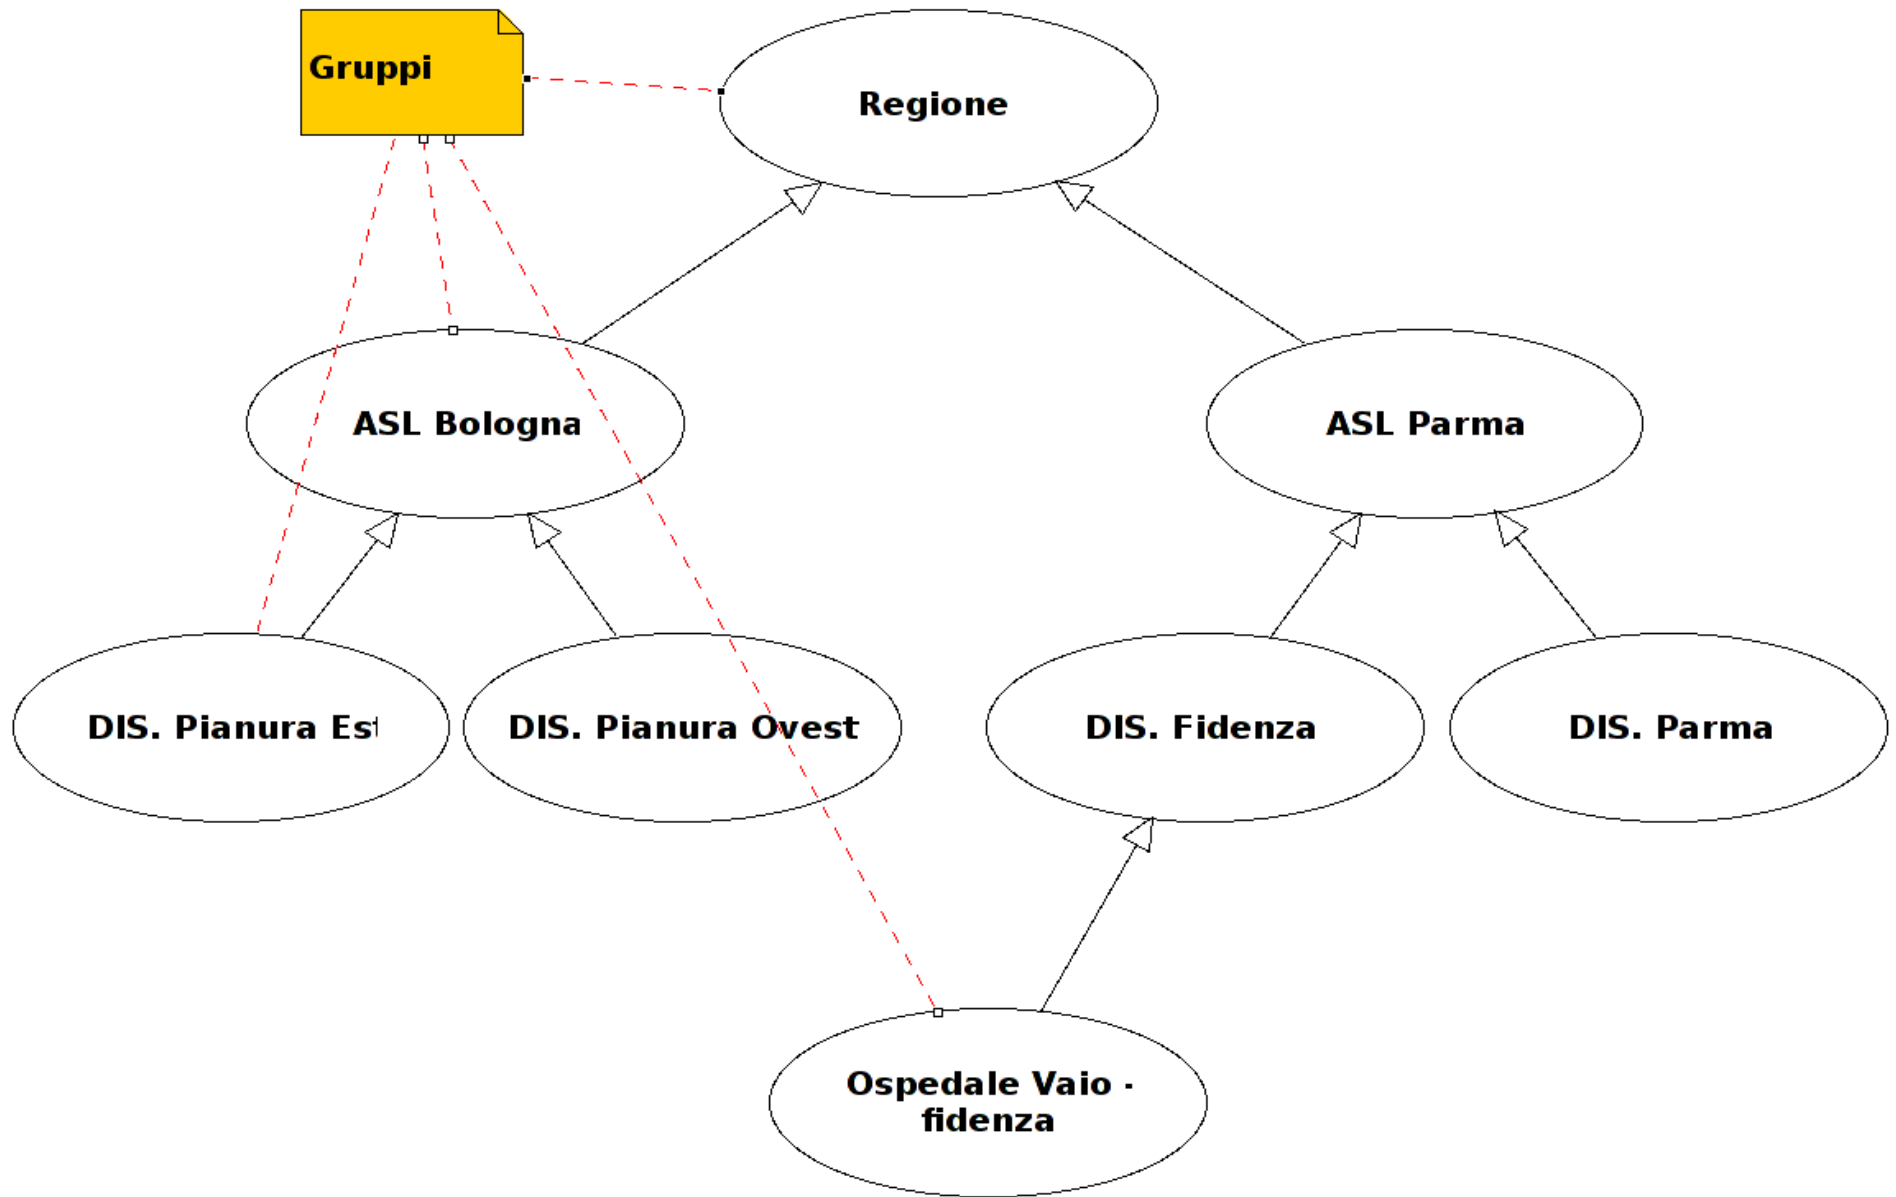 Gruppi
Regione
ASL Bologna
ASL Parma
DIS. Pianura Est
DIS. Pianura Ovest
DIS. Fidenza
DIS. Parma
Ospedale Vaio -
fidenza